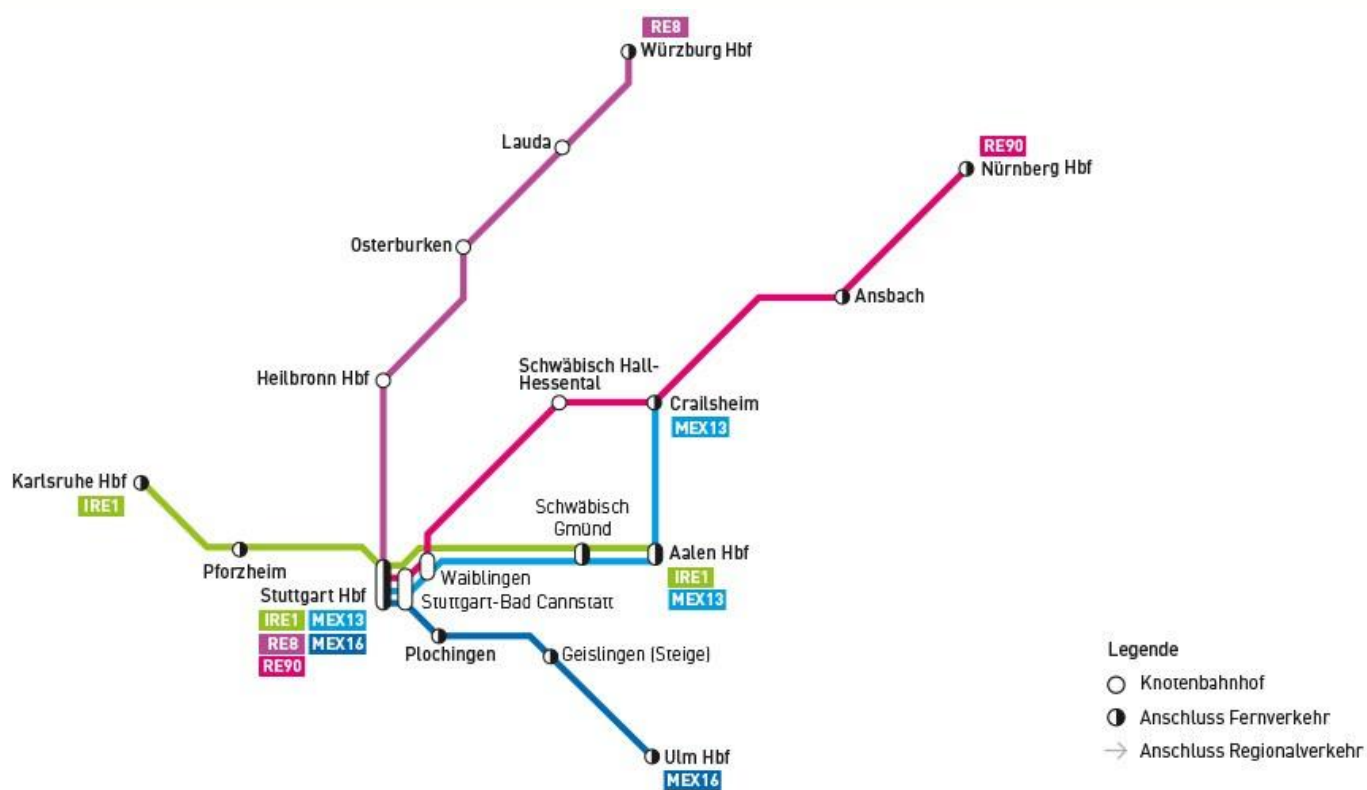 RE8
Würzburg Hbf
Lauda
RE90
Nürnberg Hbf
Osterburken
Ansbach
Heilbronn Hbf
Schwäbisch Hall-
Hessental
Crailsheim
MEX13
Karlsruhe Hbf
IRE1
Schwäbisch
Gmünd
Aalen Hbf
IRE1
MEX13
Pforzheim
Waiblingen
Stuttgart Hbf
Stuttgart-Bad Cannstatt
IRE1 MEX13
RE8 MEX16
RE90
Plochingen
Geislingen (Steige)
Ulm Hbf
MEX16
Legende
Knotenbahnhof
Anschluss Fernverkehr
Anschluss Regionalverkehr